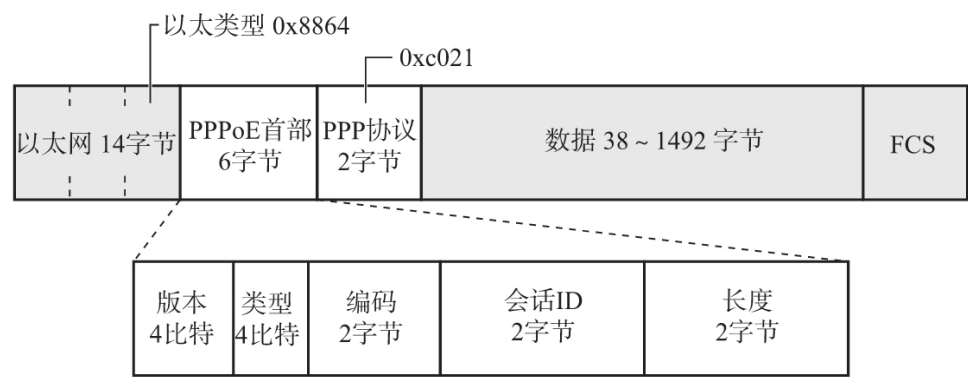 以太类型 0x8864
0xc021
以太网 14字节
PPPoE首部
6字节
PPP协议
2字节
数据 38 ~ 1492 字节
FCS
版本
4比特
类型
4比特
编码
2字节
会话ID
2字节
长度
2字节